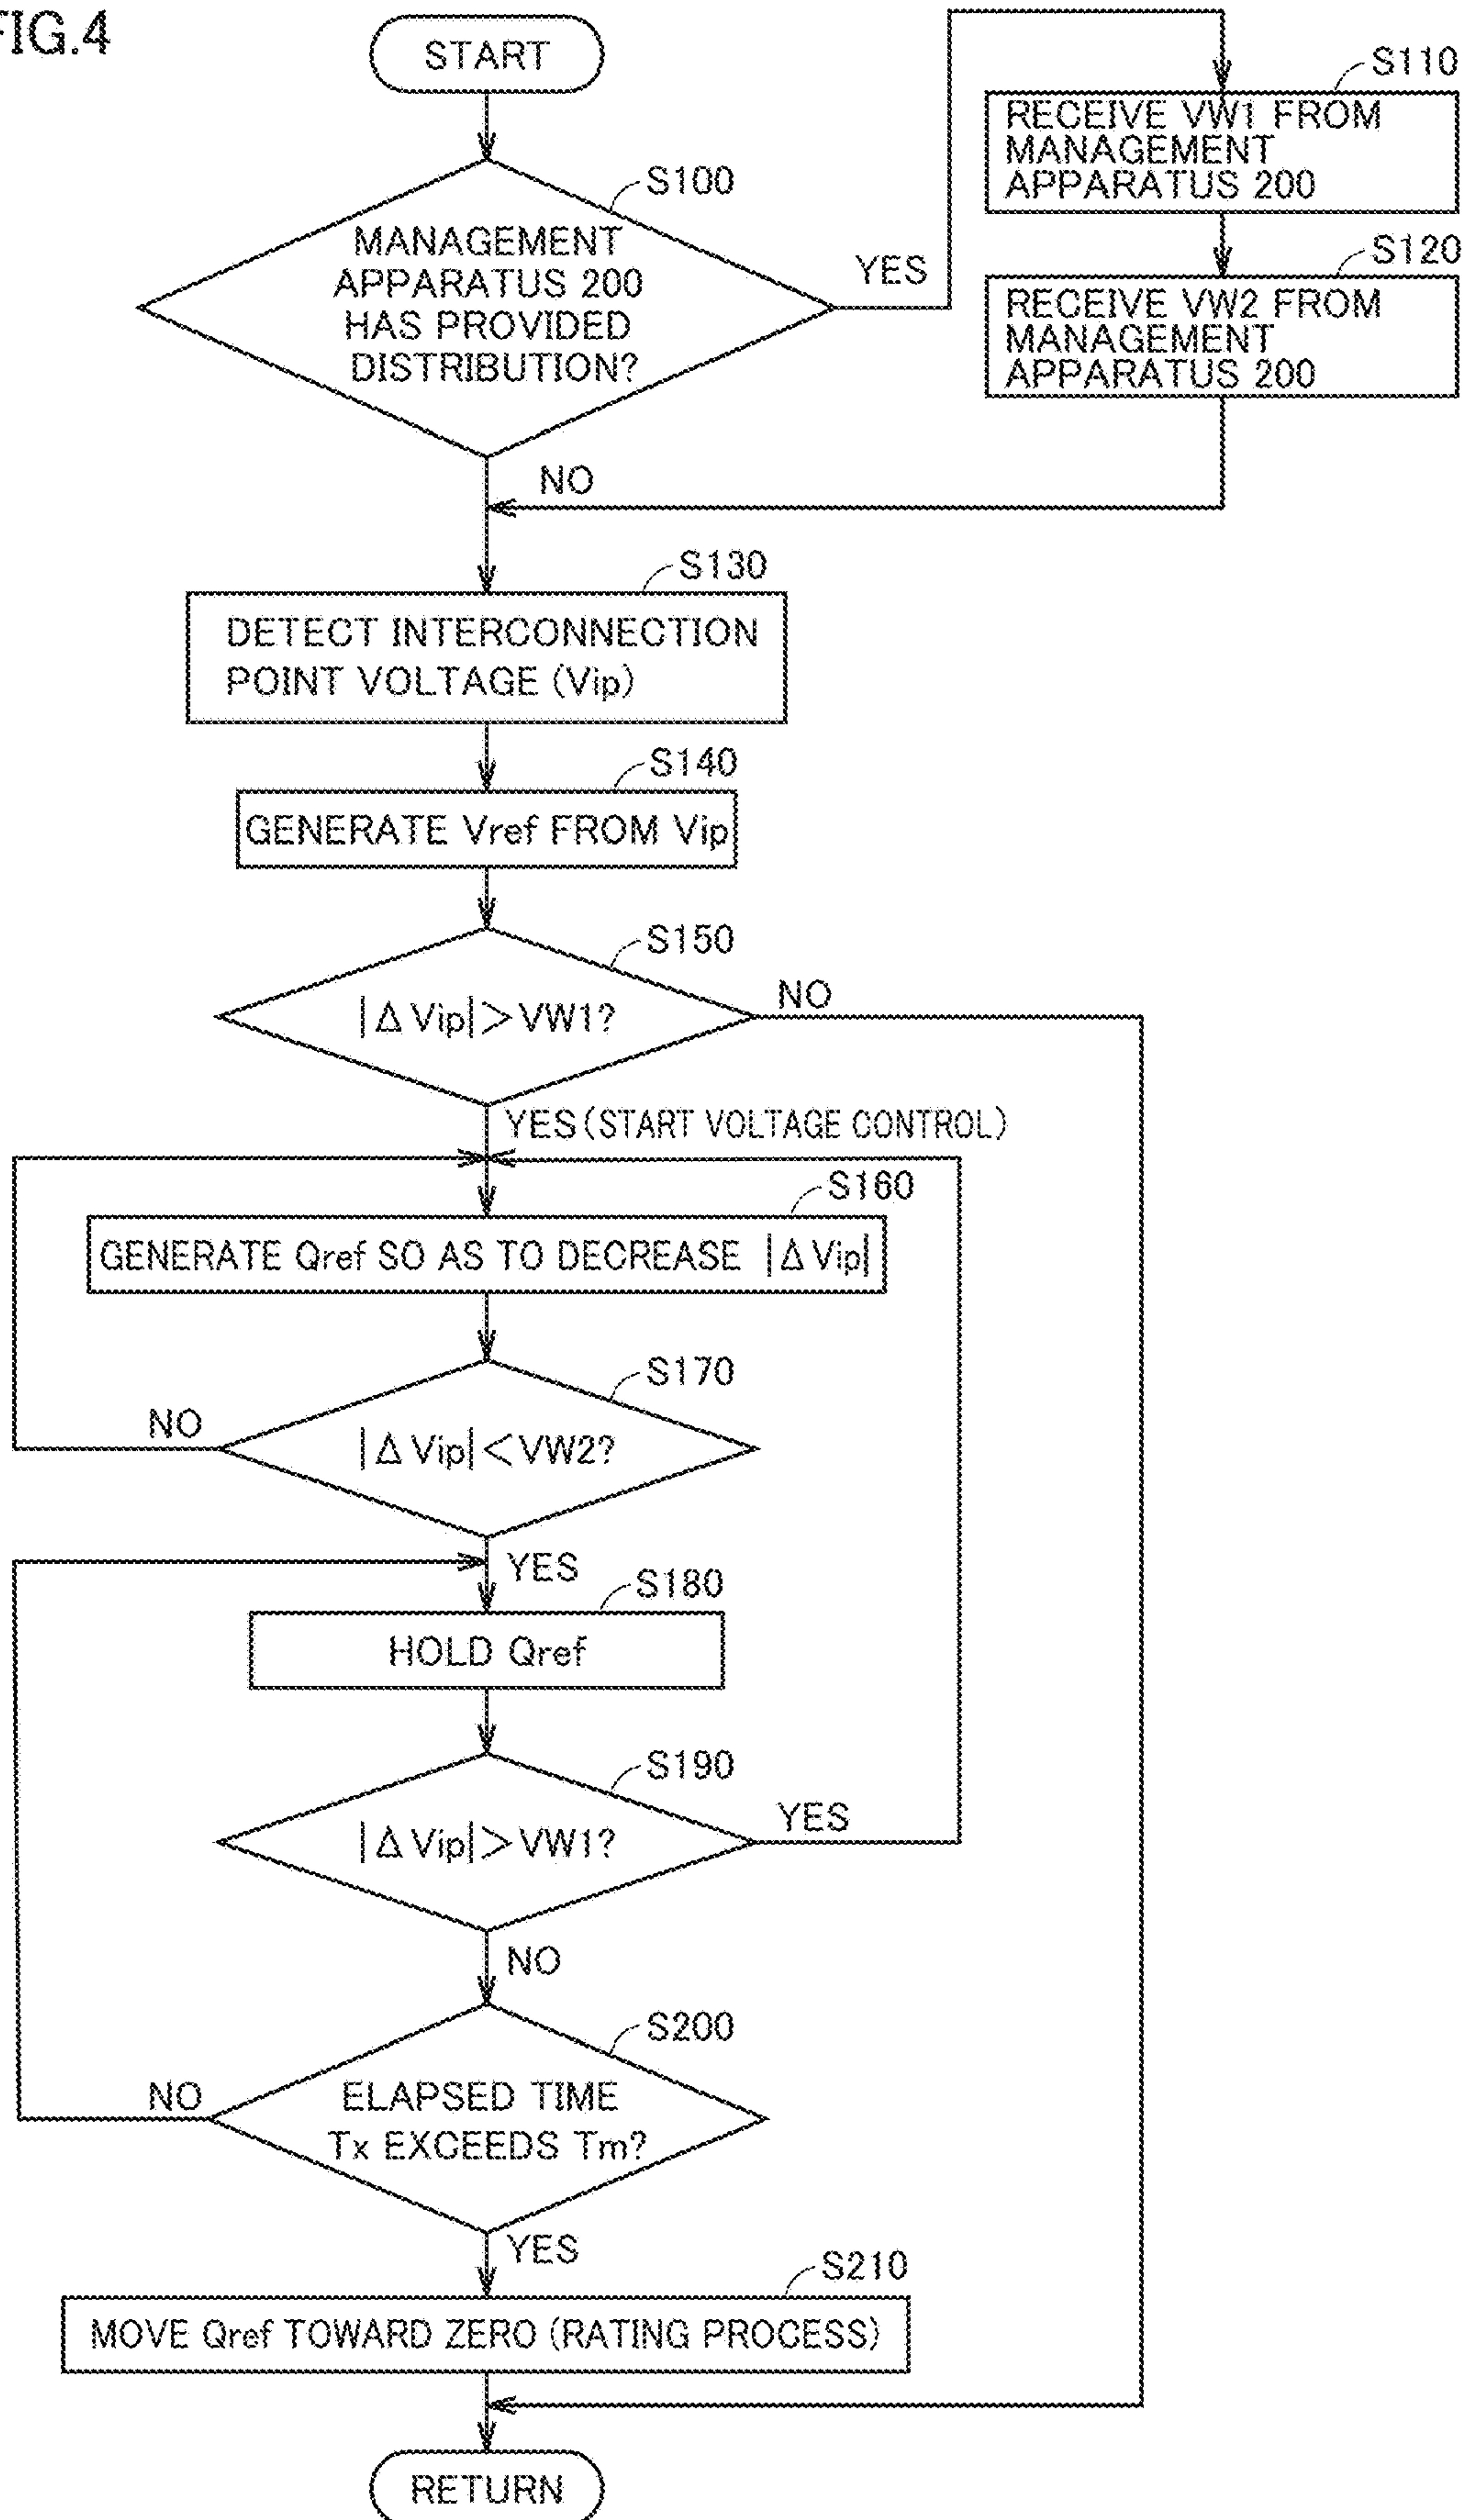 FIG.4
START
S100
MANAGEMENT
APPARATUS 200
HAS PROVIDED
DISTRIBUTION?
YES
S110
RECEIVE VW1 FROM
MANAGEMENT
APPARATUS 200
S120
RECEIVE VW2 FROM
MANAGEMENT
APPARATUS 200
NO
S130
DETECT INTERCONNECTION
POINT VOLTAGE (Vip)
S140
GENERATE Vref FROM Vip
S150
|Δ Vip|>VW1?
NO
YES (START VOLTAGE CONTROL)
S160
GENERATE Qref SO AS TO DECREASE |Δ Vip|
S170
|Δ Vip|<VW2?
NO
YES
S180
HOLD Qref
S190
|Δ Vip|>VW1?
YES
NO
S200
ELAPSED TIME
Tx EXCEEDS Tm?
NO
YES
S210
MOVE Qref TOWARD ZERO (RATING PROCESS)
RETURN